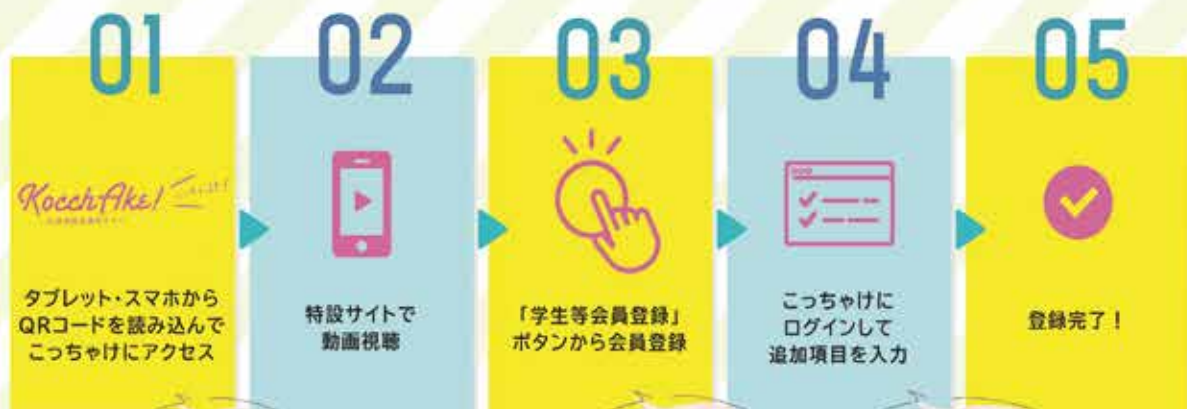 01
02
03
04
05
KocchAke!
タブレット・スマホから
QRコードを読み込んで
こっちゃけにアクセス
特設サイトで
動画視聴
「学生等会員登録」
ボタンから会員登録
こっちゃけに
ログインして
追加項目を入力
登録完了!